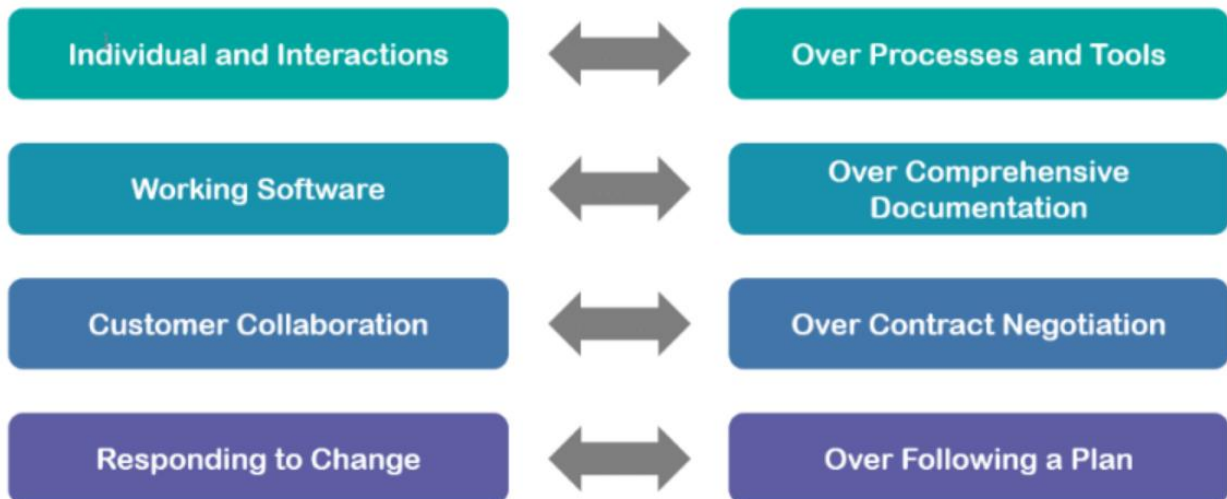 Individual and Interactions
Over Processes and Tools
Working Software
Over Comprehensive
Documentation
Customer Collaboration
Over Contract Negotiation
Responding to Change
Over Following a Plan